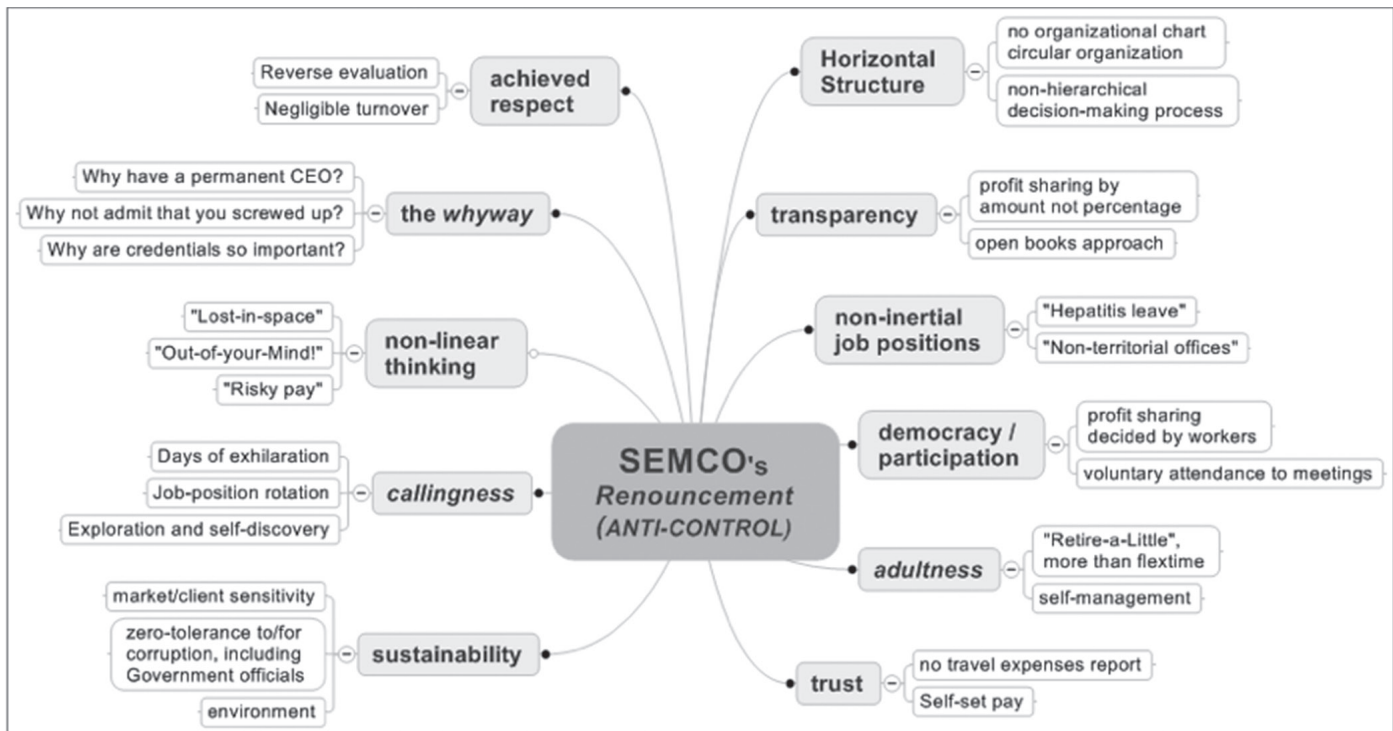 SEMCO's
Renouncement
(ANTI-CONTROL)
achieved
respect
Reverse evaluation
Negligible turnover
the whyway
Why have a permanent CEO?
Why not admit that you screwed up?
Why are credentials so important?
non-linear
thinking
"Lost-in-space"
"Out-of-your-Mind!"
"Risky pay"
callingness
Days of exhilaration
Job-position rotation
Exploration and self-discovery
sustainability
market/client sensitivity
zero-tolerance to/for
corruption, including
Government officials
environment
Horizontal
Structure
no organizational chart
circular organization
non-hierarchical
decision-making process
transparency
profit sharing by
amount not percentage
open books approach
non-inertial
job positions
"Hepatitis leave"
"Non-territorial offices"
democracy /
participation
profit sharing
decided by workers
voluntary attendance to meetings
adultness
"Retire-a-Little",
more than flextime
self-management
trust
no travel expenses report
Self-set pay